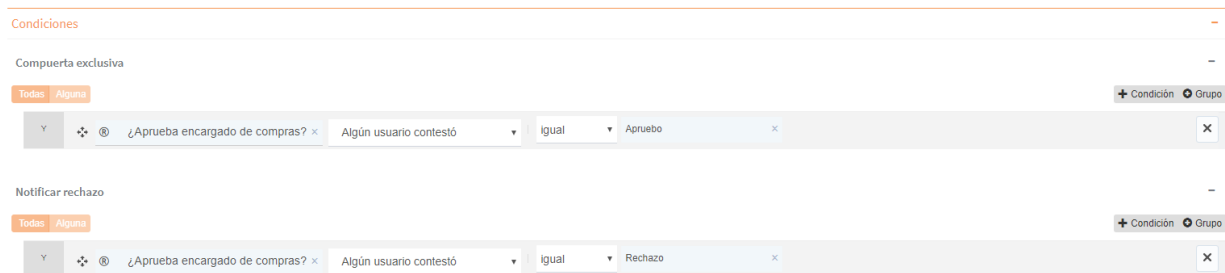 Condiciones
Compuerta exclusiva
Todas Alguna + Condición Grupo
Y ® ¿Aprueba encargado de compras? × Algún usuario contestó igual Apruebo ×
Notificar rechazo
Todas Alguna + Condición Grupo
Y ® ¿Aprueba encargado de compras? × Algún usuario contestó igual Rechazo ×